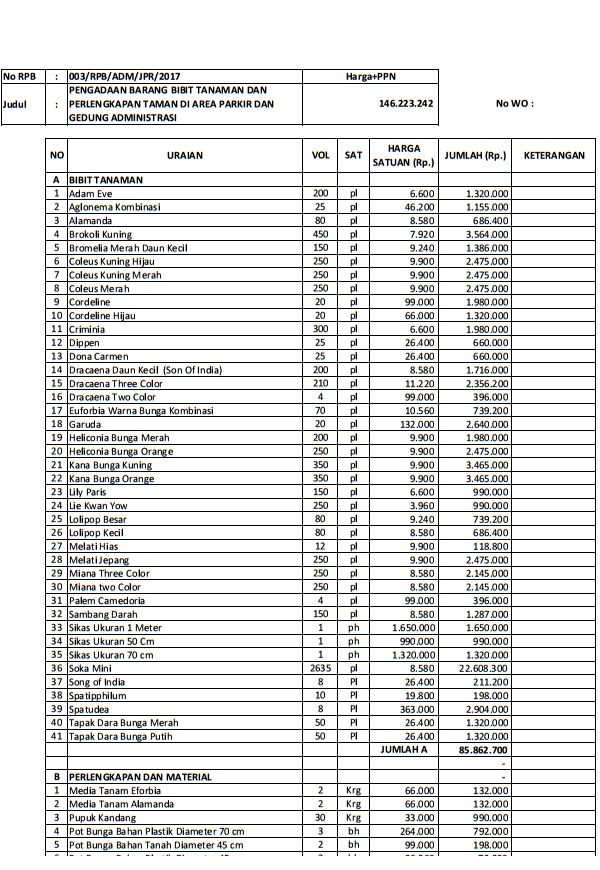 No RPB : 003/RPB/ADM/JPR/2017 Harga+PPN
Judul : PENGADAAN BARANG BIBIT TANAMAN DAN
PERLENGKAPAN TAMAN DI AREA PARKIR DAN
GEDUNG ADMINISTRASI
146.223.242 No WO :
NO URAIAN VOL SAT HARGA SATUAN (Rp.) JUMLAH (Rp.) KETERANGAN
A BIBIT TANAMAN
1 Adam Eve 200 pl 6.600 1.320.000
2 Aglonema Kombinasi 25 pl 46.200 1.155.000
3 Alamanda 80 pl 8.580 686.400
4 Brokoli Kuning 450 pl 7.920 3.564.000
5 Bromelia Merah Daun Kecil 150 pl 9.240 1.386.000
6 Coleus Kuning Hijau 250 pl 9.900 2.475.000
7 Coleus Kuning Merah 250 pl 9.900 2.475.000
8 Coleus Merah 250 pl 9.900 2.475.000
9 Cordeline 20 pl 99.000 1.980.000
10 Cordeline Hijau 20 pl 66.000 1.320.000
11 Criminia 300 pl 6.600 1.980.000
12 Dippen 25 pl 26.400 660.000
13 Dona Carmen 25 pl 26.400 660.000
14 Dracaena Daun Kecil (Son Of India) 200 pl 8.580 1.716.000
15 Dracaena Three Color 210 pl 11.220 2.356.200
16 Dracaena Two Color 4 pl 99.000 396.000
17 Euforbia Warna Bunga Kombinasi 70 pl 10.560 739.200
18 Garuda 20 pl 132.000 2.640.000
19 Heliconia Bunga Merah 200 pl 9.900 1.980.000
20 Heliconia Bunga Orange 250 pl 9.900 2.475.000
21 Kana Bunga Kuning 350 pl 9.900 3.465.000
22 Kana Bunga Orange 350 pl 9.900 3.465.000
23 Lily Paris 150 pl 6.600 990.000
24 Lie Kwan Yow 250 pl 3.960 990.000
25 Lolipop Besar 80 pl 9.240 739.200
26 Lolipop Kecil 80 pl 8.580 686.400
27 Melati Hias 12 pl 9.900 118.800
28 Melati Jepang 250 pl 9.900 2.475.000
29 Miana Three Color 250 pl 8.580 2.145.000
30 Miana two Color 250 pl 8.580 2.145.000
31 Palem Camedoria 4 pl 99.000 396.000
32 Sambang Darah 150 pl 8.580 1.287.000
33 Sikas Ukuran 1 Meter 1 ph 1.650.000 1.650.000
34 Sikas Ukuran 50 Cm 1 ph 990.000 990.000
35 Sikas Ukuran 70 cm 1 ph 1.320.000 1.320.000
36 Soka Mini 2635 pl 8.580 22.608.300
37 Song of India 8 Pl 26.400 211.200
38 Spatipphilum 10 Pl 19.800 198.000
39 Spatudea 8 Pl 363.000 2.904.000
40 Tapak Dara Bunga Merah 50 Pl 26.400 1.320.000
41 Tapak Dara Bunga Putih 50 Pl 26.400 1.320.000
JUMLAH A 85.862.700
-
B PERLENGKAPAN DAN MATERIAL -
1 Media Tanam Eforbia 2 Krg 66.000 132.000
2 Media Tanam Alamanda 2 Krg 66.000 132.000
3 Pupuk Kandang 30 Krg 33.000 990.000
4 Pot Bunga Bahan Plastik Diameter 70 cm 3 bh 264.000 792.000
5 Pot Bunga Bahan Tanah Diameter 45 cm 2 bh 99.000 198.000